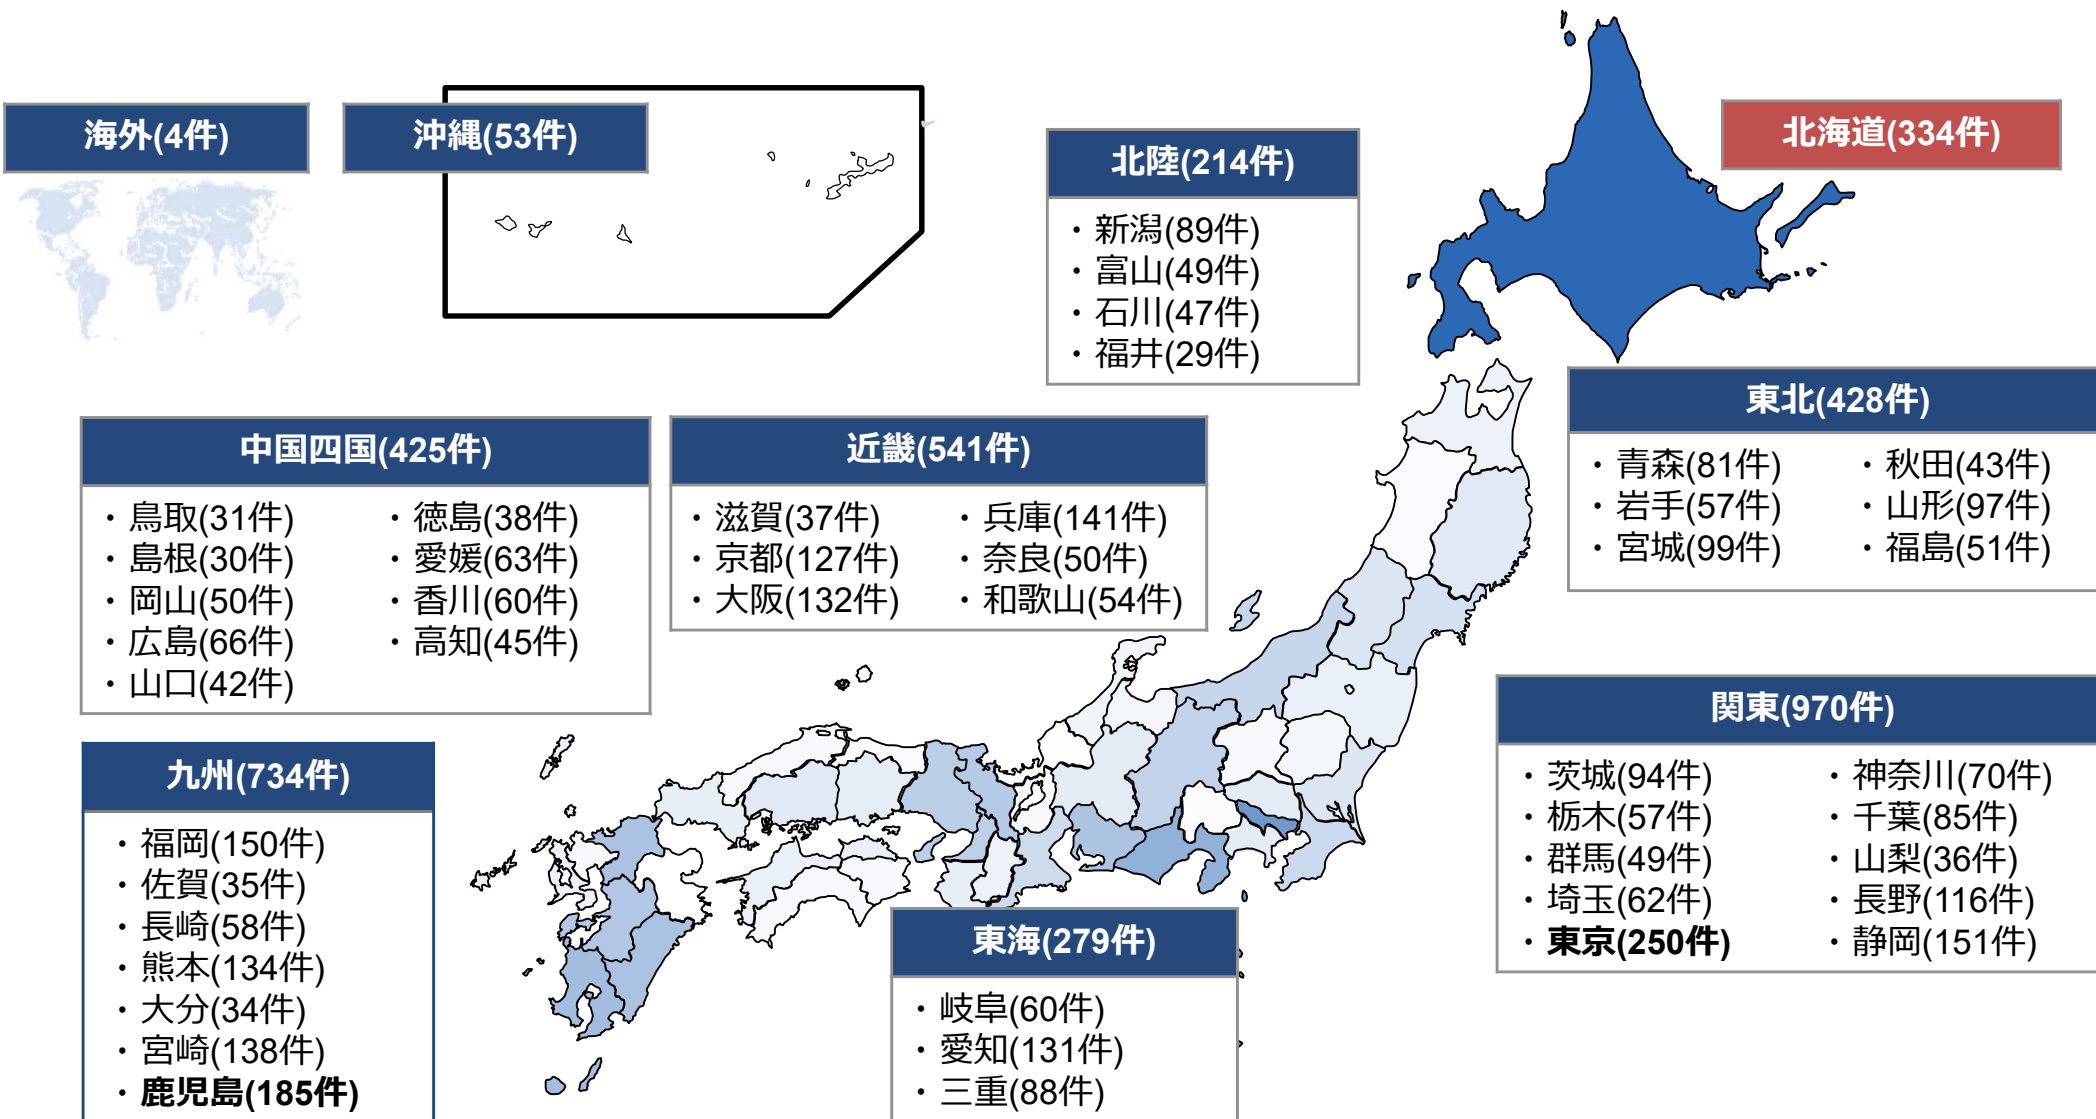 海外(4件)
沖縄(53件)
北海道(334件)
北陸(214件)
・新潟(89件)
・富山(49件)
・石川(47件)
・福井(29件)
東北(428件)
・青森(81件)
・岩手(57件)
・宮城(99件)
・秋田(43件)
・山形(97件)
・福島(51件)
中国四国(425件)
・鳥取(31件)
・島根(30件)
・岡山(50件)
・広島(66件)
・山口(42件)
・徳島(38件)
・愛媛(63件)
・香川(60件)
・高知(45件)
近畿(541件)
・滋賀(37件)
・京都(127件)
・大阪(132件)
・兵庫(141件)
・奈良(50件)
・和歌山(54件)
関東(970件)
・茨城(94件)
・栃木(57件)
・群馬(49件)
・埼玉(62件)
・東京(250件)
・神奈川(70件)
・千葉(85件)
・山梨(36件)
・長野(116件)
・静岡(151件)
九州(734件)
・福岡(150件)
・佐賀(35件)
・長崎(58件)
・熊本(134件)
・大分(34件)
・宮崎(138件)
・鹿児島(185件)
東海(279件)
・岐阜(60件)
・愛知(131件)
・三重(88件)